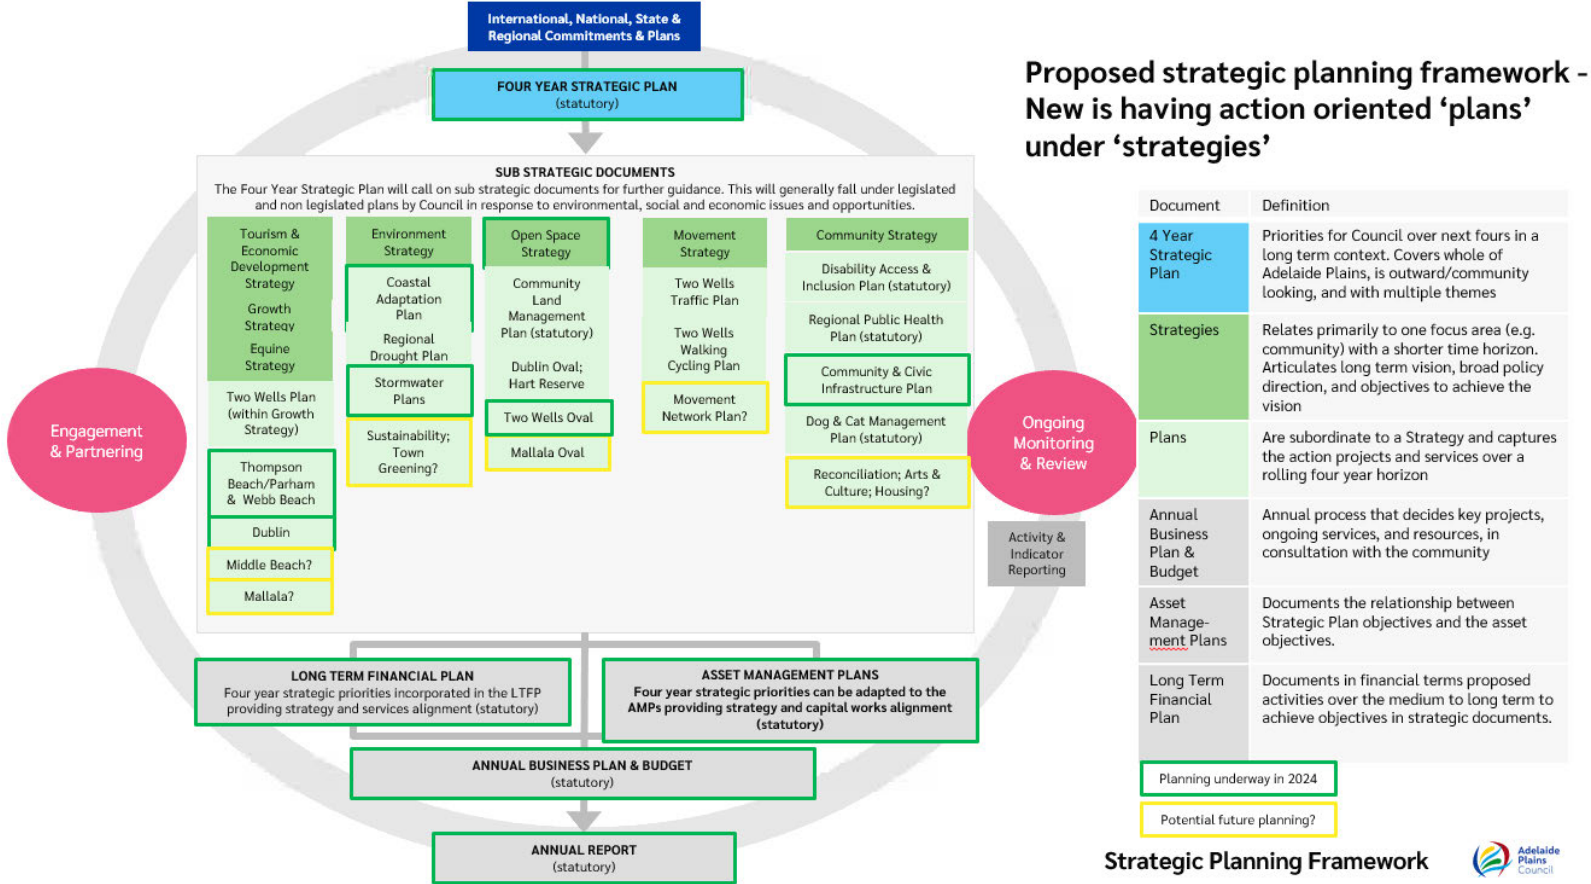 International, National, State &
Regional Commitments & Plans
FOUR YEAR STRATEGIC PLAN
(statutory)
Proposed strategic planning framework -
New is having action oriented ‘plans’
under ‘strategies’
SUB STRATEGIC DOCUMENTS
The Four Year Strategic Plan will call on sub strategic documents for further guidance. This will generally fall under legislated
and non legislated plans by Council in response to environmental, social and economic issues and opportunities.
Tourism &
Economic
Development
Strategy
Growth
Strategy
Equine
Strategy
Two Wells Plan
(within Growth
Strategy)
Thompson
Beach/Parham
& Webb Beach
Dublin
Middle Beach?
Mallala?
Environment
Strategy
Coastal
Adaptation
Plan
Regional
Drought Plan
Stormwater
Plans
Sustainability;
Town
Greening?
Open Space
Strategy
Community
Land
Management
Plan (statutory)
Dublin Oval;
Hart Reserve
Two Wells Oval
Mallala Oval
Movement
Strategy
Two Wells
Traffic Plan
Two Wells
Walking
Cycling Plan
Movement
Network Plan?
Community Strategy
Disability Access &
Inclusion Plan (statutory)
Regional Public Health
Plan (statutory)
Community & Civic
Infrastructure Plan
Dog & Cat Management
Plan (statutory)
Reconciliation; Arts &
Culture; Housing?
Engagement
& Partnering
Ongoing
Monitoring
& Review
Activity &
Indicator
Reporting
LONG TERM FINANCIAL PLAN
Four year strategic priorities incorporated in the LTFP
providing strategy and services alignment (statutory)
ASSET MANAGEMENT PLANS
Four year strategic priorities can be adapted to the
AMPs providing strategy and capital works alignment
(statutory)
ANNUAL BUSINESS PLAN & BUDGET
(statutory)
ANNUAL REPORT
(statutory)
Document
Definition
4 Year
Strategic
Plan
Priorities for Council over next fours in a
long term context. Covers whole of
Adelaide Plains, is outward/community
looking, and with multiple themes
Strategies
Relates primarily to one focus area (e.g.
community) with a shorter time horizon.
Articulates long term vision, broad policy
direction, and objectives to achieve the
vision
Plans
Are subordinate to a Strategy and captures
the action projects and services over a
rolling four year horizon
Annual
Business
Plan &
Budget
Annual process that decides key projects,
ongoing services, and resources, in
consultation with the community
Asset
Manage-
ment Plans
Documents the relationship between
Strategic Plan objectives and the asset
objectives.
Long Term
Financial
Plan
Documents in financial terms proposed
activities over the medium to long term to
achieve objectives in strategic documents.
Planning underway in 2024
Potential future planning?
Strategic Planning Framework
Adelaide
Plains
Council